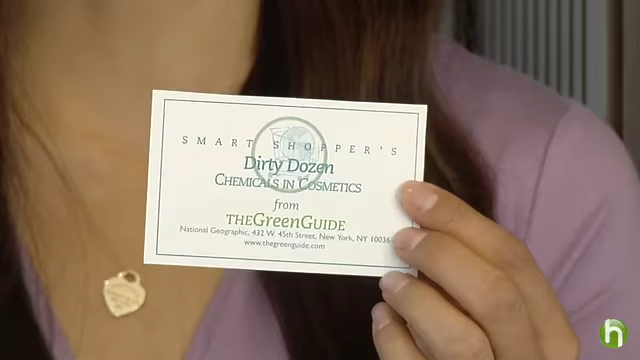 SMART SHOPPER'S
Dirty Dozen
CHEMICALS IN COSMETICS
from
THEGREENGUIDE
National Geographic, 432 W. 45th Street, New York, NY 10036
www.thegreenguide.com
h